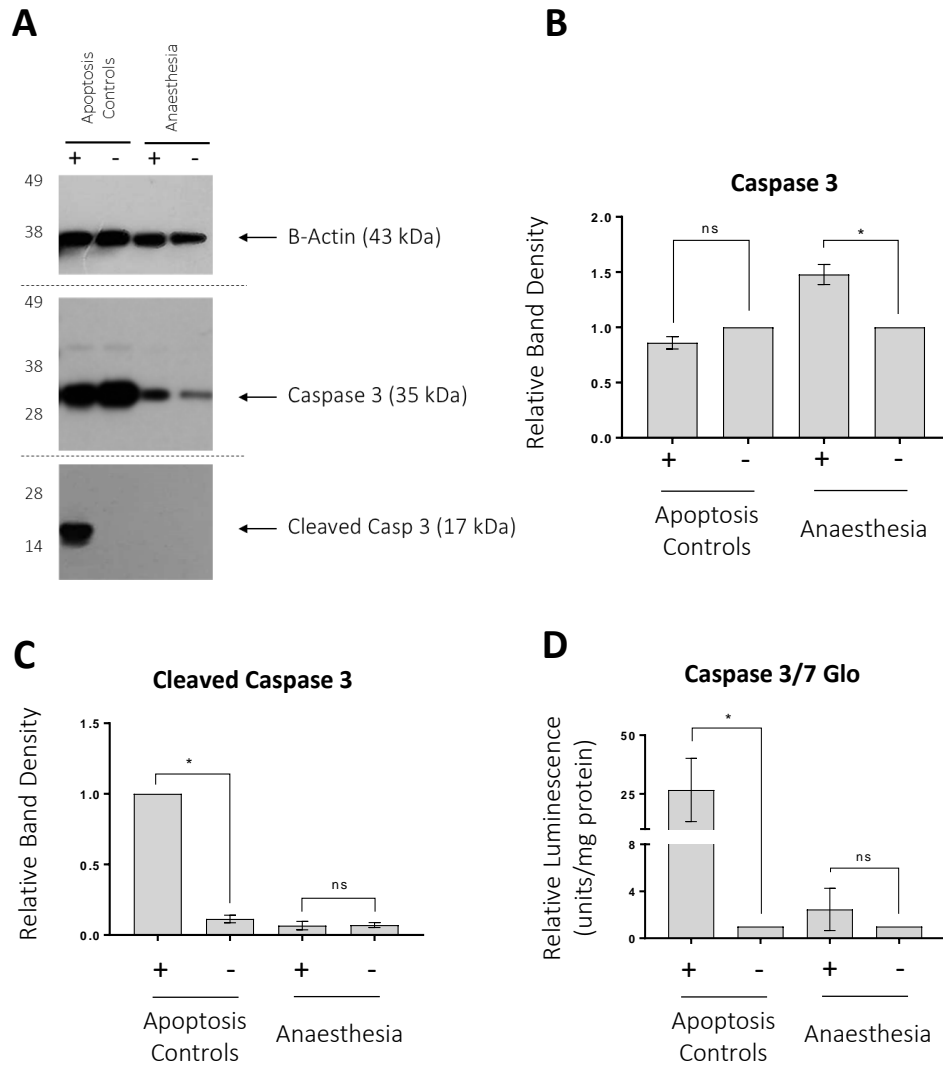 A
Apoptosis
Controls
Anaesthesia
+ - + -
49
38
B-Actin (43 kDa)
49
38
28
Caspase 3 (35 kDa)
28
14
Cleaved Casp 3 (17 kDa)
B
Caspase 3
Relative Band Density
2.0
1.5
1.0
0.5
0.0
ns
*
+ - + -
Apoptosis
Controls
Anaesthesia
C
Cleaved Caspase 3
Relative Band Density
1.5
1.0
0.5
0.0
*
ns
+ - + -
Apoptosis
Controls
Anaesthesia
D
Caspase 3/7 Glo
Relative Luminescence
(units/mg protein)
50
25
8
4
0
*
ns
+ - + -
Apoptosis
Controls
Anaesthesia